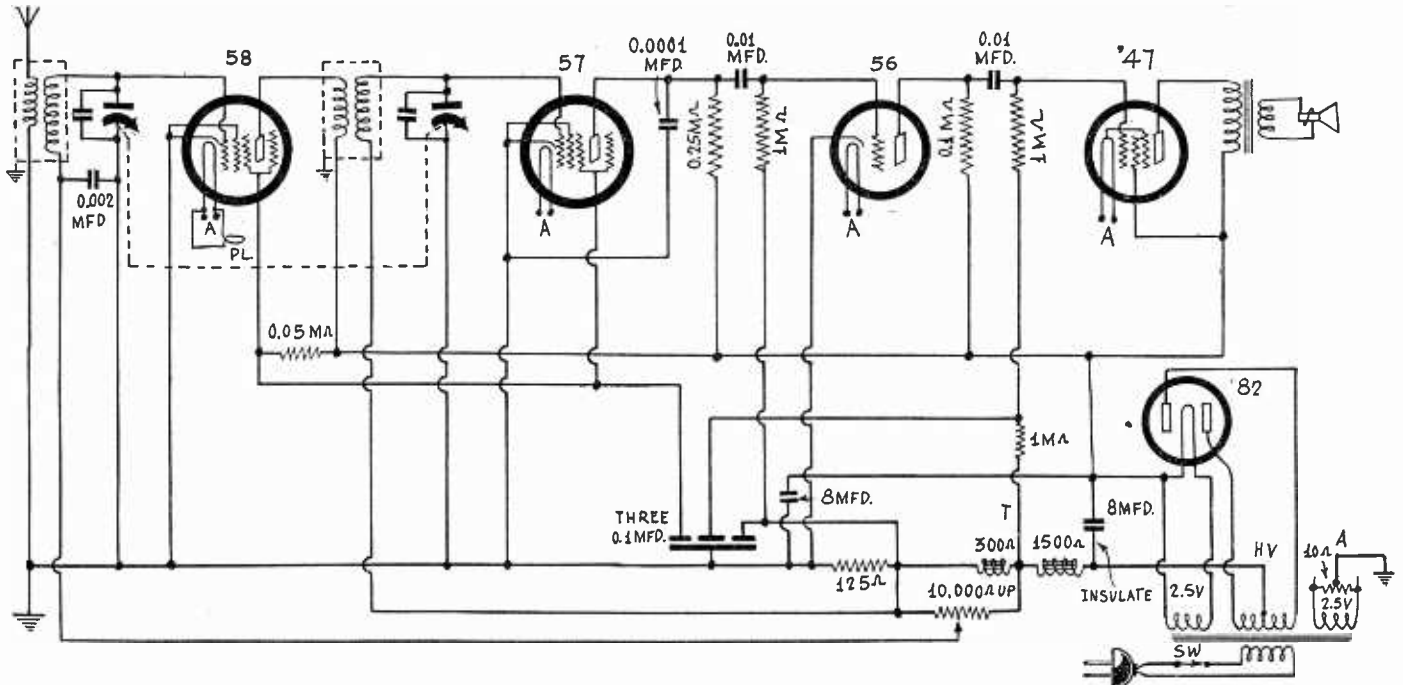 58
57
0.0001
MFD.
0.01
MFD.
56
0.01
MFD.
'47
0.002
MFD
A
PL.
A
0.25MΩ
1MΩ
A
0.1MΩ
1MΩ
A
0.05MΩ
82
1MΩ
8MFD.
T
8MFD.
THREE
0.1MFD.
300Ω
1500Ω
HV
10Ω
A
125Ω
10,000Ω UP
INSULATE
2.5V
2.5V
SW